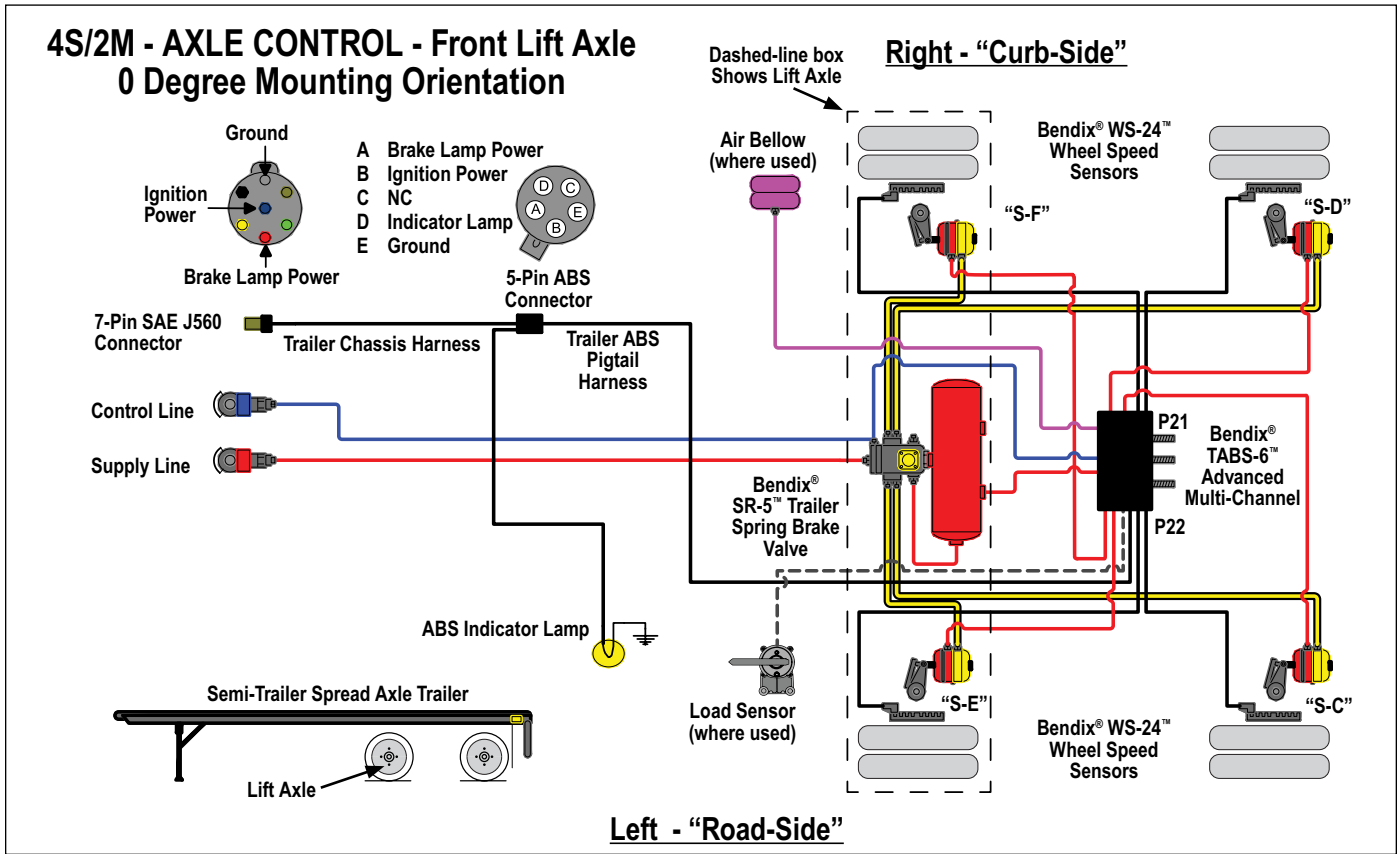 4S/2M - AXLE CONTROL - Front Lift Axle
0 Degree Mounting Orientation
Dashed-line box
Shows Lift Axle
Right - “Curb-Side”
Ground
Ignition
Power
Brake Lamp Power
A Brake Lamp Power
B Ignition Power
C NC
D Indicator Lamp
E Ground
D
C
A
E
B
5-Pin ABS
Connector
Air Bellow
(where used)
Bendix® WS-24™
Wheel Speed
Sensors
“S-F”
“S-D”
7-Pin SAE J560
Connector
Trailer Chassis Harness
Trailer ABS
Pigtail
Harness
Control Line
Supply Line
Bendix®
SR-5™ Trailer
Spring Brake
Valve
P21
P22
Bendix®
TABS-6™
Advanced
Multi-Channel
ABS Indicator Lamp
Load Sensor
(where used)
“S-E”
“S-C”
Bendix® WS-24™
Wheel Speed
Sensors
Semi-Trailer Spread Axle Trailer
Lift Axle
Left - “Road-Side”